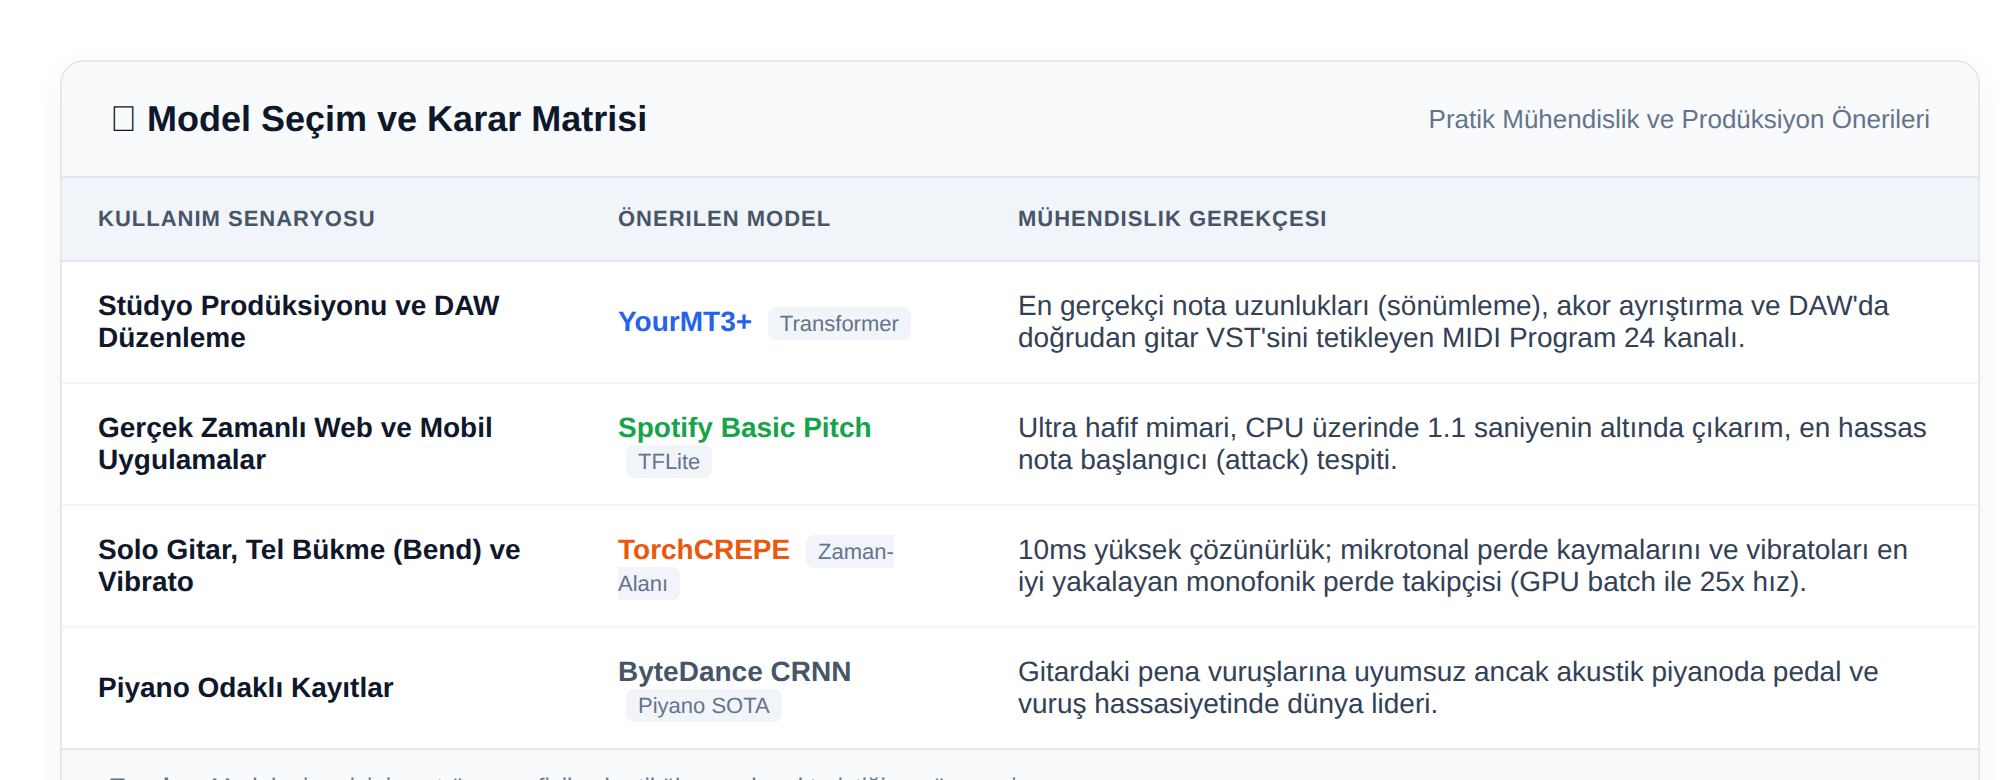 Model Seçim ve Karar Matrisi
Pratik Mühendislik ve Prodüksiyon Önerileri
KULLANIM SENARYOSU
ÖNERILEN MODEL
MÜHENDISLIK GEREKÇESI
Stüdyo Prodüksiyonu ve DAW
Düzenleme
YourMT3+ Transformer
En gerçekçi nota uzunlukları (sönümleme), akor ayrıştırma ve DAW'da
doğrudan gitar VST'sini tetikleyen MIDI Program 24 kanalı.
Gerçek Zamanlı Web ve Mobil
Uygulamalar
Spotify Basic Pitch
TFLite
Ultra hafif mimari, CPU üzerinde 1.1 saniyenin altında çıkarım, en hassas
nota başlangıcı (attack) tespiti.
Solo Gitar, Tel Bükme (Bend) ve
Vibrato
TorchCREPE Zaman-
Alanı
10ms yüksek çözünürlük; mikrotonal perde kaymalarını ve vibratoları en
iyi yakalayan monofonik perde takipçisi (GPU batch ile 25x hız).
Piyano Odaklı Kayıtlar
ByteDance CRNN
Piyano SOTA
Gitardaki pena vuruşlarına uyumsuz ancak akustik piyanoda pedal ve
vuruş hassasiyetinde dünya lideri.